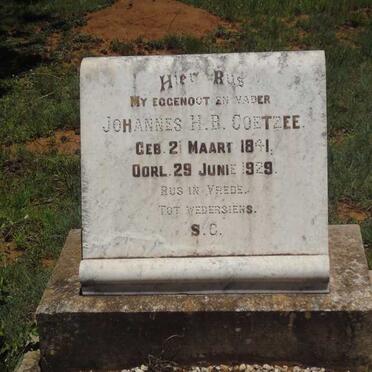 Hier Rus
My Eggenoot en Vader
Johannes H.B. Coetzee.
Geb. 21 Maart 1841.
Oorl. 29 Junie 1929.
Rus in Vrede.
Tot wedersiens.
S.C.